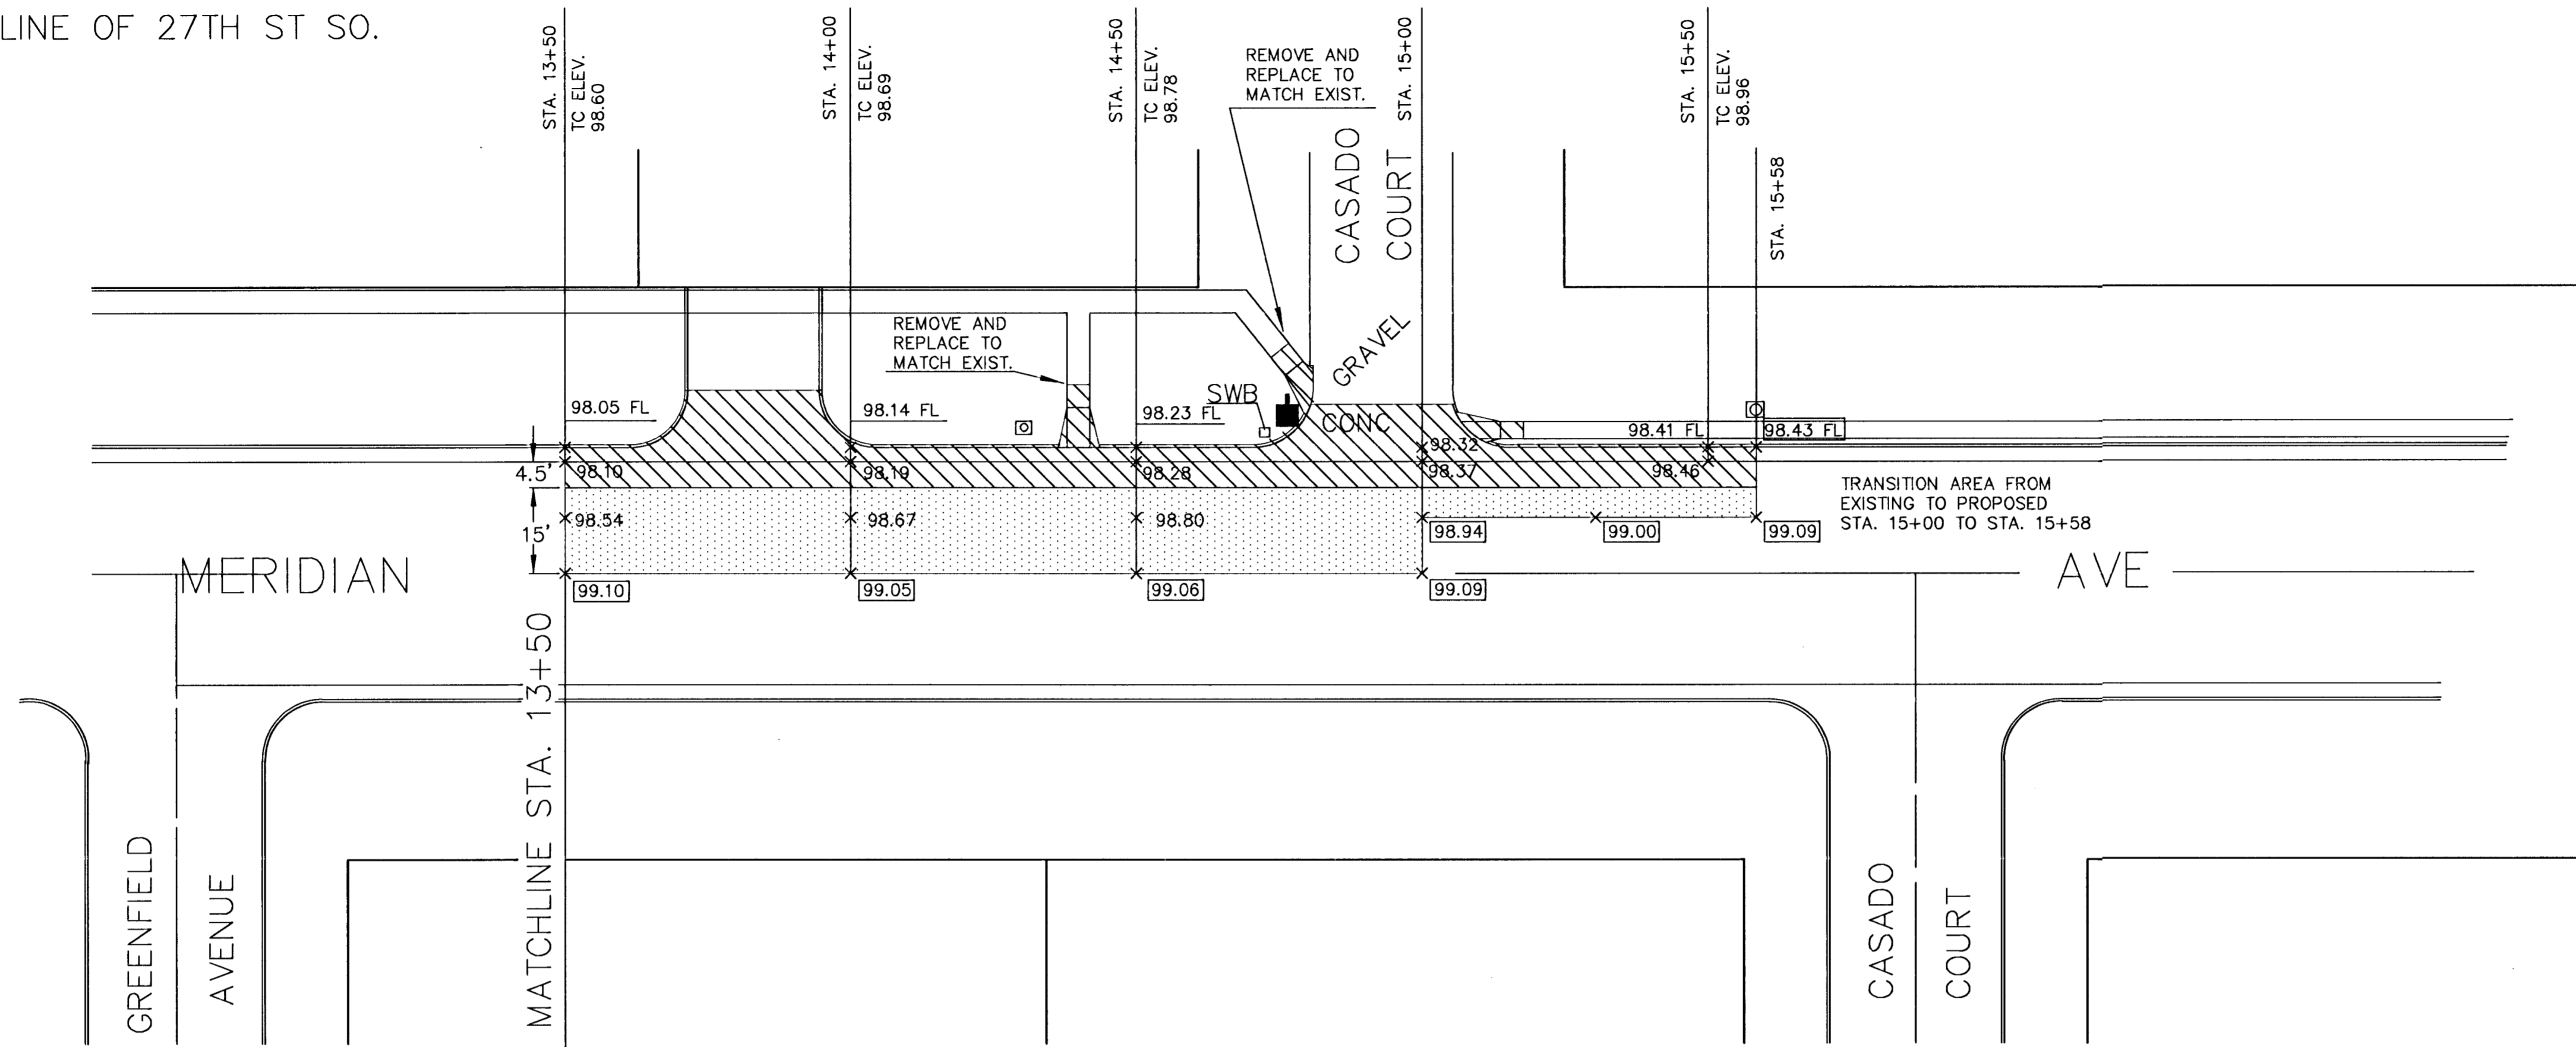 LINE OF 27TH ST SO.
STA. 13+50
TC ELEV.
98.60
STA. 14+00
TC ELEV.
98.69
STA. 14+50
TC ELEV.
98.78
REMOVE AND
REPLACE TO
MATCH EXIST.
CASADO
COURT
STA. 15+00
STA. 15+50
TC ELEV.
98.96
STA. 15+58
REMOVE AND
REPLACE TO
MATCH EXIST.
GRAVEL
SWB
CONC
98.05 FL
98.14 FL
98.23 FL
98.32
98.41 FL
98.43 FL
4.5'
98.10
98.19
98.28
98.37
98.46
TRANSITION AREA FROM
EXISTING TO PROPOSED
STA. 15+00 TO STA. 15+58
15'
98.54
98.67
98.80
98.94
99.00
99.09
MERIDIAN
AVE
99.10
99.05
99.06
99.09
MATCHLINE STA. 13+50
GREENFIELD
AVENUE
CASADO
COURT